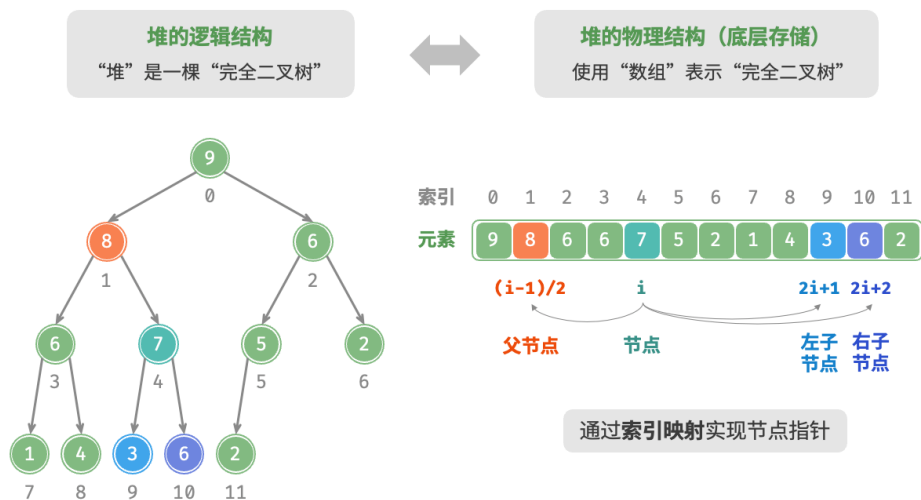 堆的逻辑结构
“堆”是一棵“完全二叉树”
堆的物理结构（底层存储）
使用“数组”表示“完全二叉树”
9
0
8
6
1
2
6
7
5
2
3
4
5
6
1
4
3
6
2
7
8
9
10
11
索引 0 1 2 3 4 5 6 7 8 9 10 11
元素 9 8 6 6 7 5 2 1 4 3 6 2
(i-1)/2 i 2i+1 2i+2
父节点 节点 左子节点 右子节点
通过索引映射实现节点指针